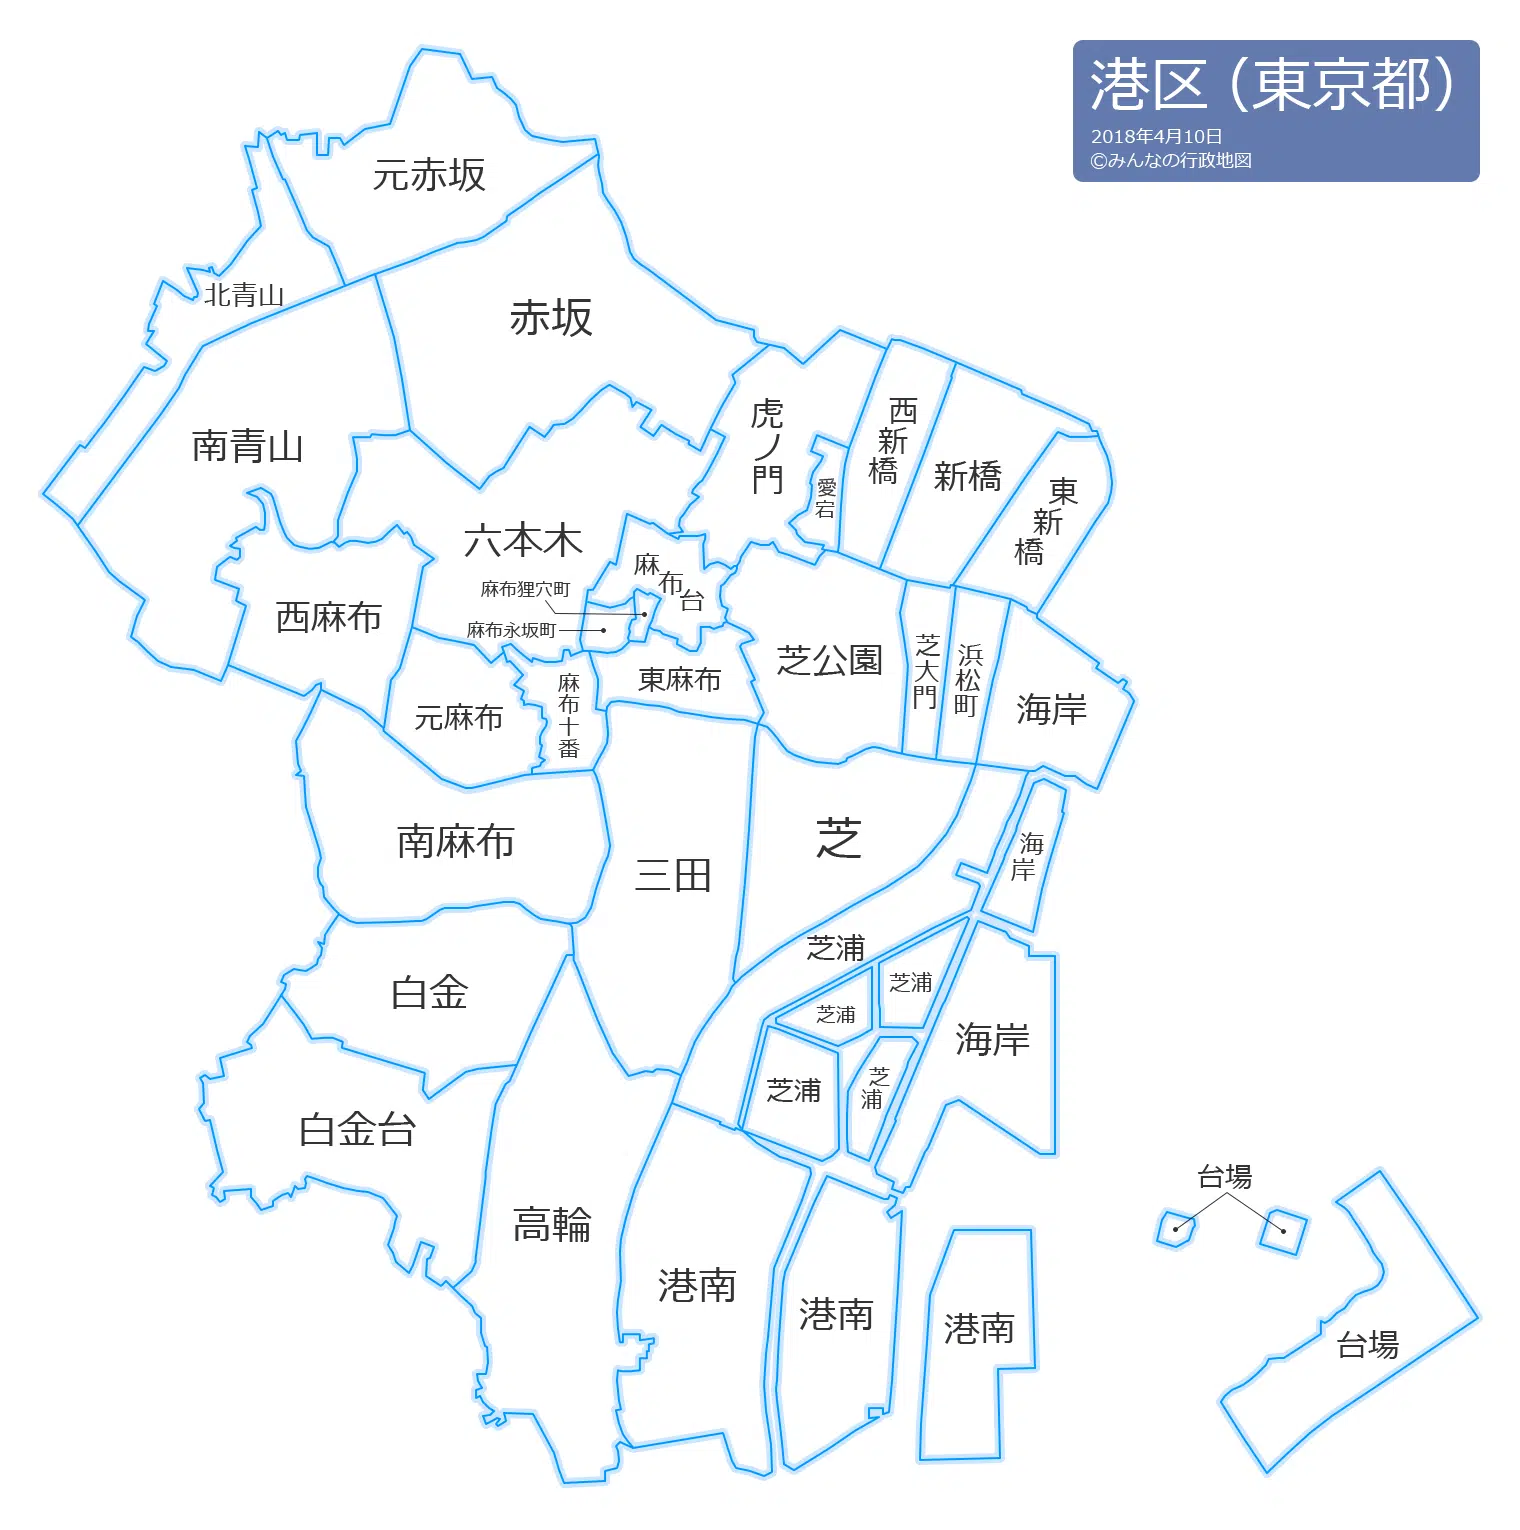 港区（東京都）
2018年4月10日
©みんなの行政地図
元赤坂
北青山
赤坂
南青山
虎ノ門
西新橋
新橋
東新橋
愛宕
六本木
麻布台
麻布狸穴町
麻布永坂町
西麻布
東麻布
芝公園
芝大門
浜松町
海岸
元麻布
麻布十番
南麻布
三田
芝
海岸
芝浦
芝浦
芝浦
海岸
白金
芝浦
芝浦
白金台
高輪
港南
港南
港南
台場
台場